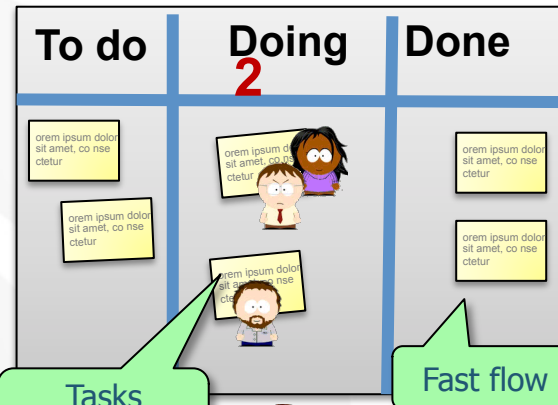 To do
Doing
Done
2
orem ipsum dolor
sit amet, co nse
ctetur
orem ipsum dolor
sit amet, co nse
ctetur
orem ipsum
sit amet, co
ctetur
orem ipsum dolor
sit nse
orem ipsum dolor
sit amet, co nse
ctetur
orem ipsum dolor
sit amet, co nse
ctetur
Tasks
Fast flow